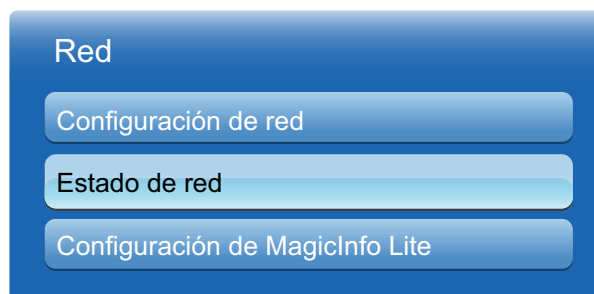 Red
Configuración de red
Estado de red
Configuración de MagicInfo Lite